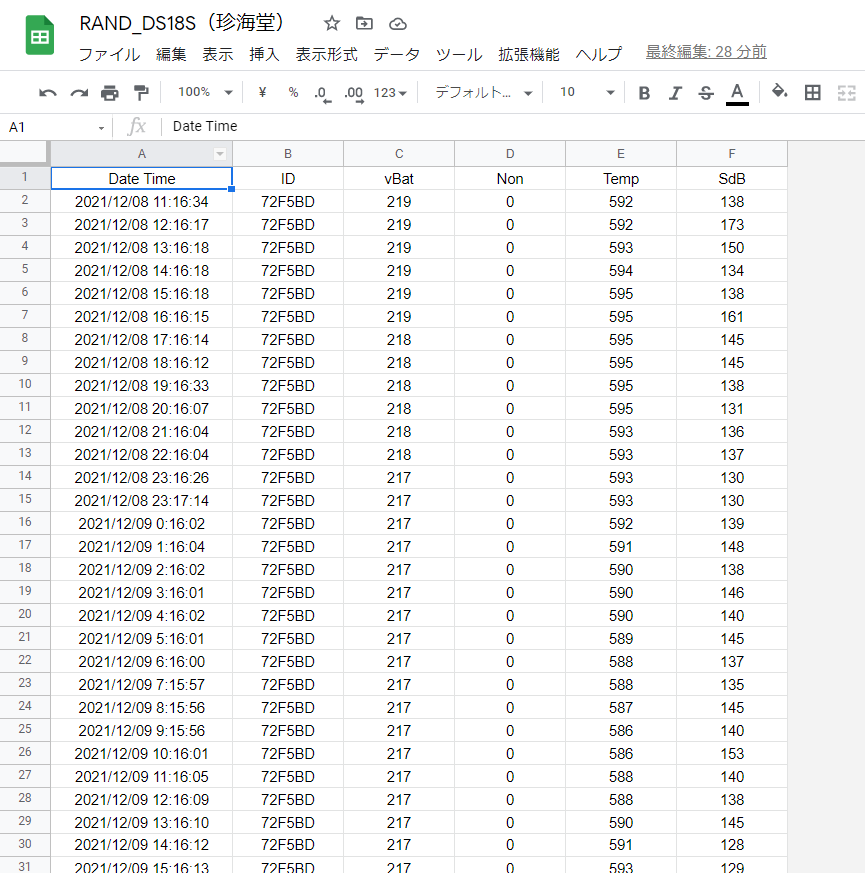 RAND_DS18S（珍海堂）
ファイル 編集 表示 挿入 表示形式 データ ツール 拡張機能 ヘルプ 最終編集: 28 分前
100% ¥ % .0 .00 123 デフォルト... 10 B I S A
A1 fx Date Time
A B C D E F
1 Date Time ID vBat Non Temp SdB
2 2021/12/08 11:16:34 72F5BD 219 0 592 138
3 2021/12/08 12:16:17 72F5BD 219 0 592 173
4 2021/12/08 13:16:18 72F5BD 219 0 593 150
5 2021/12/08 14:16:18 72F5BD 219 0 594 134
6 2021/12/08 15:16:18 72F5BD 219 0 595 138
7 2021/12/08 16:16:15 72F5BD 219 0 595 161
8 2021/12/08 17:16:14 72F5BD 218 0 595 145
9 2021/12/08 18:16:12 72F5BD 218 0 595 145
10 2021/12/08 19:16:33 72F5BD 218 0 595 138
11 2021/12/08 20:16:07 72F5BD 218 0 595 131
12 2021/12/08 21:16:04 72F5BD 218 0 593 136
13 2021/12/08 22:16:04 72F5BD 218 0 593 137
14 2021/12/08 23:16:26 72F5BD 217 0 593 130
15 2021/12/08 23:17:14 72F5BD 217 0 593 130
16 2021/12/09 0:16:02 72F5BD 217 0 592 139
17 2021/12/09 1:16:04 72F5BD 217 0 591 148
18 2021/12/09 2:16:02 72F5BD 217 0 590 138
19 2021/12/09 3:16:01 72F5BD 217 0 590 146
20 2021/12/09 4:16:02 72F5BD 217 0 590 140
21 2021/12/09 5:16:01 72F5BD 217 0 589 145
22 2021/12/09 6:16:00 72F5BD 217 0 588 137
23 2021/12/09 7:15:57 72F5BD 217 0 588 135
24 2021/12/09 8:15:56 72F5BD 217 0 587 145
25 2021/12/09 9:15:56 72F5BD 217 0 586 140
26 2021/12/09 10:16:01 72F5BD 217 0 586 153
27 2021/12/09 11:16:05 72F5BD 217 0 588 140
28 2021/12/09 12:16:09 72F5BD 217 0 588 138
29 2021/12/09 13:16:10 72F5BD 217 0 590 145
30 2021/12/09 14:16:12 72F5BD 217 0 591 128
31 2021/12/09 15:16:13 72F5BD 217 0 593 129